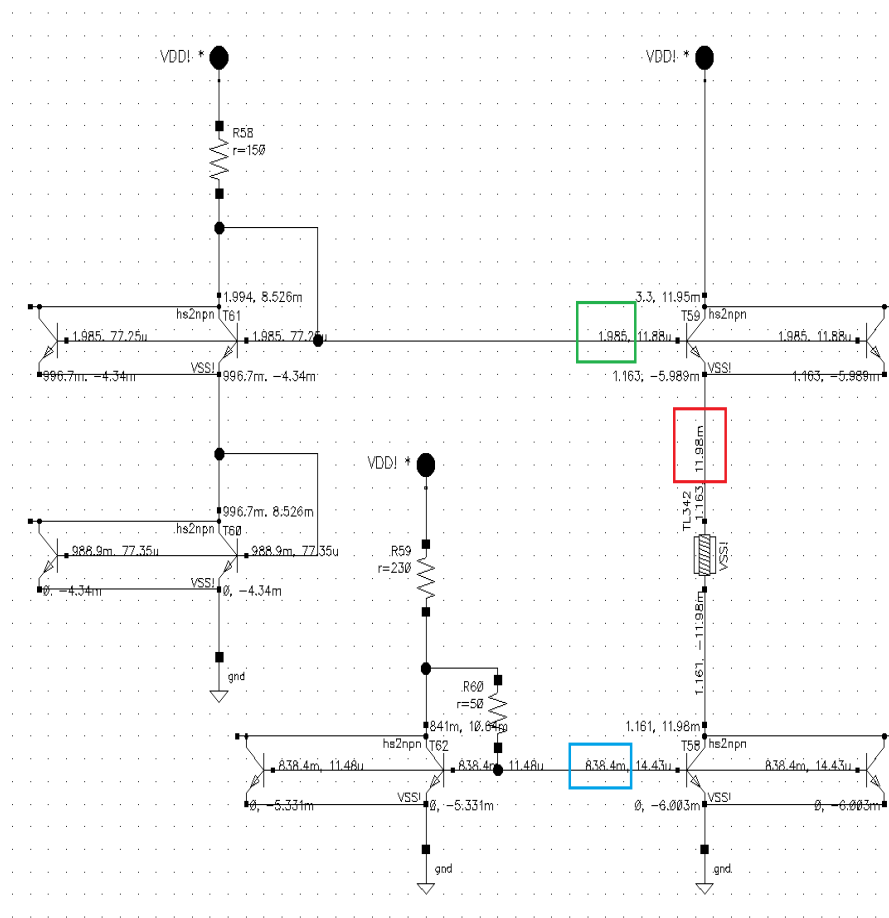 VDD! *
VDD! *
R58
r=150
1.994, 8.526m
3.3, 11.95m
hs2npn
T61
T59
hs2npn
1.985, 77.25u
1.985, 77.25u
1.985, 11.88u
1.985, 11.88u
VSS!
VSS!
996.7m, -4.34m
996.7m, -4.34m
1.163, -5.989m
1.163, -5.989m
1.163, 11.98m
VDD! *
996.7m, 8.526m
TL342
hs2npn
T60
VSS!
R59
r=230
988.9m, 77.35u
988.9m, 77.35u
VSS!
0, -4.34m
0, -4.34m
1.161, -11.98m
gnd
R60
r=50
841m, 10.64m
1.161, 11.98m
hs2npn
T62
T58
hs2npn
838.4m, 11.48u
838.4m, 11.48u
838.4m, 14.43u
838.4m, 14.43u
VSS!
VSS!
0, -5.331m
0, -5.331m
0, -6.003m
0, -6.003m
gnd
gnd